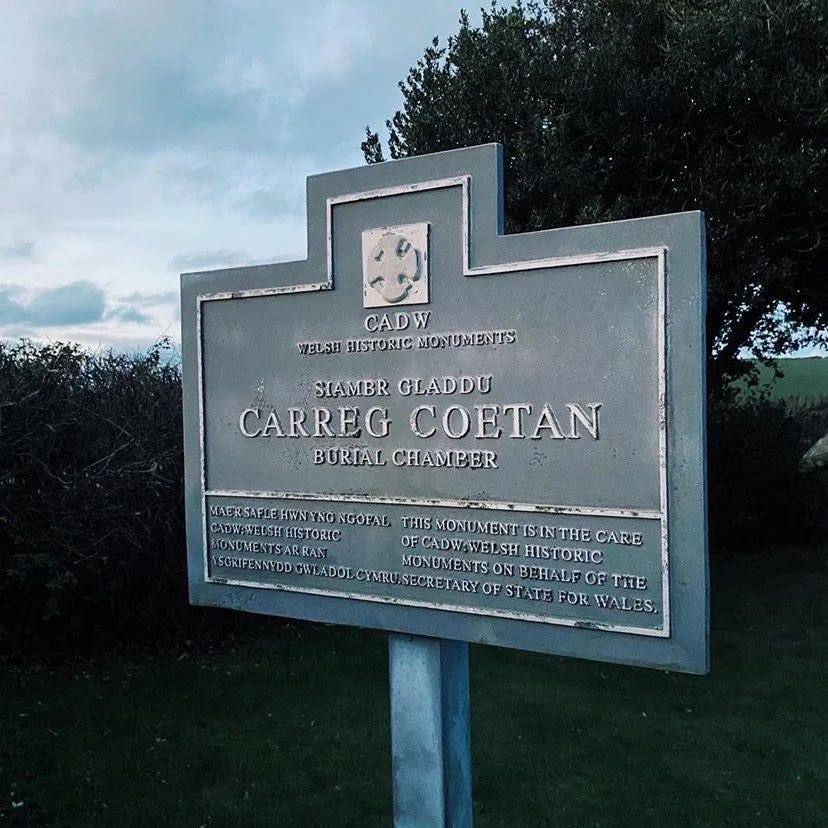 CADW
WELSH HISTORIC MONUMENTS
SIAMBR GLADDU
CARREG COETAN
BURIAL CHAMBER
MAE'R SAFLE HWN YNG NGOFAL
CADW:WELSH HISTORIC
MONUMENTS AR RAN
YSGRIFENNYDD GWLADOL CYMRU.
THIS MONUMENT IS IN THE CARE
OF CADW:WELSH HISTORIC
MONUMENTS ON BEHALF OF THE
SECRETARY OF STATE FOR WALES.